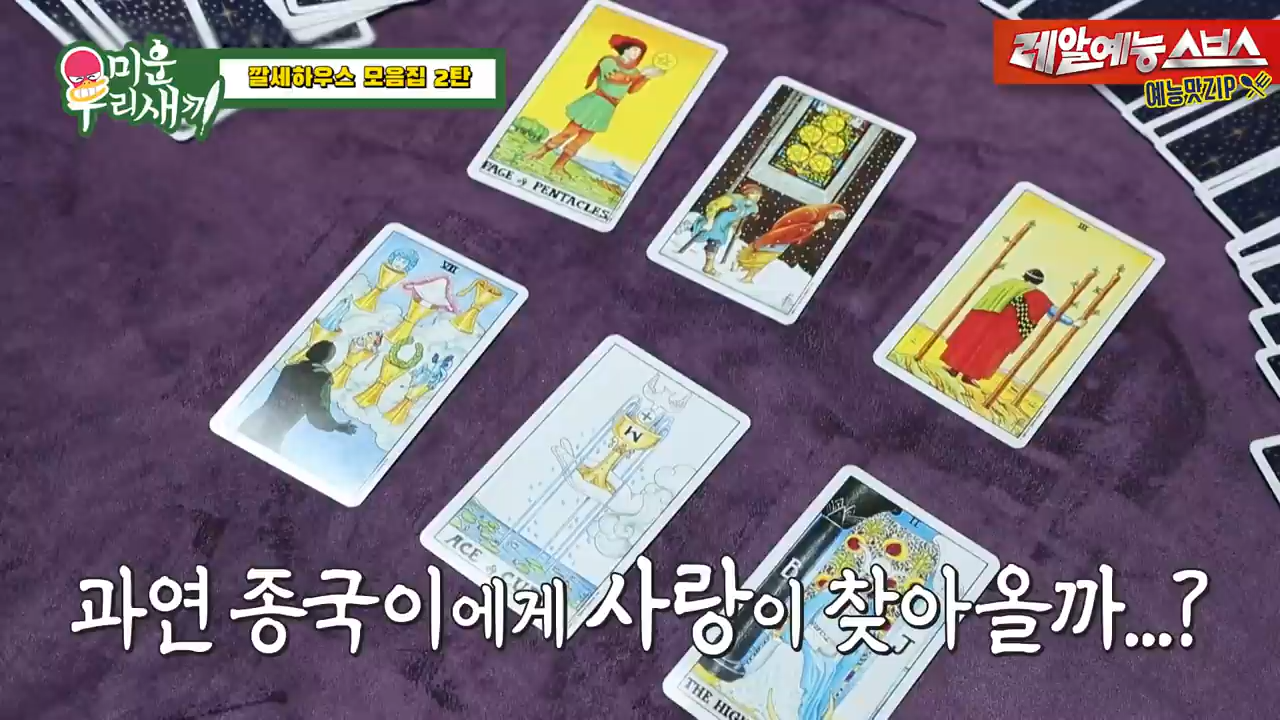 미운
우리새끼
깔세하우스 모음집 2탄
레알예능 스브스
예능맛ZIP
PAGE of PENTACLES
III
VII
ACE of
II
B
J
THE HIGH
과연 종국이에게 사랑이 찾아올까...?